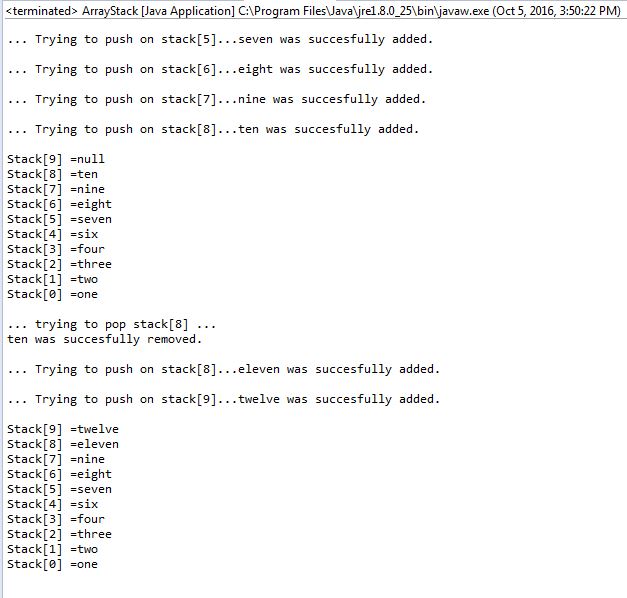 <terminated> ArrayStack [Java Application] C:\Program Files\Java\jre1.8.0_25\bin\javaw.exe (Oct 5, 2016, 3:50:22 PM)
... Trying to push on stack[5]...seven was succesfully added.
... Trying to push on stack[6]...eight was succesfully added.
... Trying to push on stack[7]...nine was succesfully added.
... Trying to push on stack[8]...ten was succesfully added.
Stack[9] =null
Stack[8] =ten
Stack[7] =nine
Stack[6] =eight
Stack[5] =seven
Stack[4] =six
Stack[3] =four
Stack[2] =three
Stack[1] =two
Stack[0] =one
... trying to pop stack[8] ...
ten was succesfully removed.
... Trying to push on stack[8]...eleven was succesfully added.
... Trying to push on stack[9]...twelve was succesfully added.
Stack[9] =twelve
Stack[8] =eleven
Stack[7] =nine
Stack[6] =eight
Stack[5] =seven
Stack[4] =six
Stack[3] =four
Stack[2] =three
Stack[1] =two
Stack[0] =one